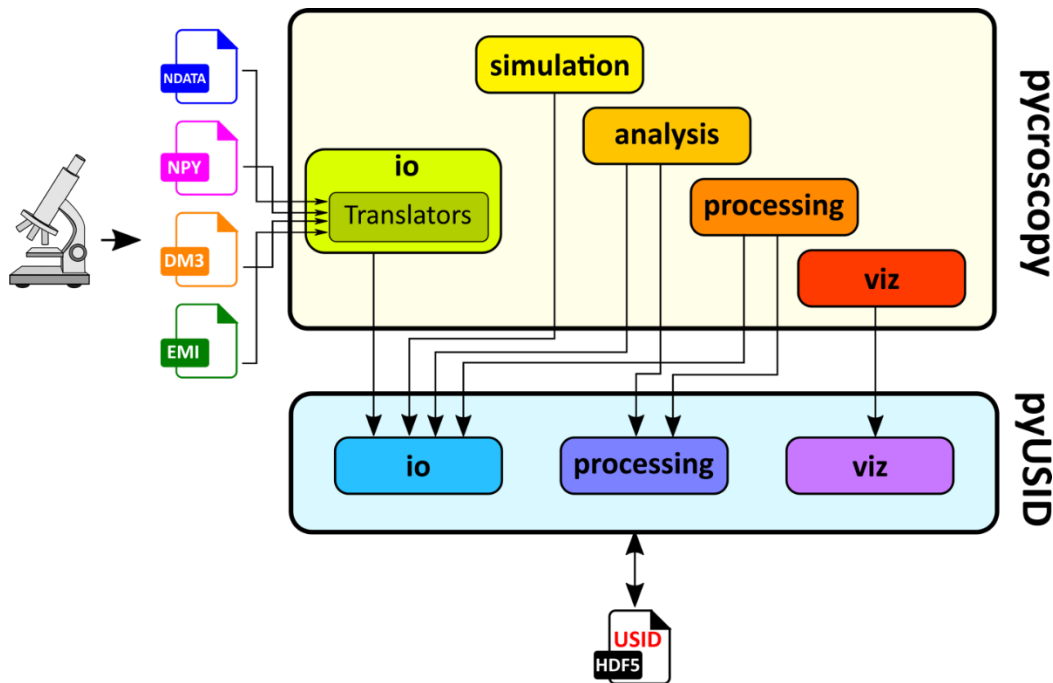 NDATA
NPY
DM3
EMI
simulation
analysis
io
Translators
processing
viz
pycroscopy
io
processing
viz
pyUSID
USID
HDF5